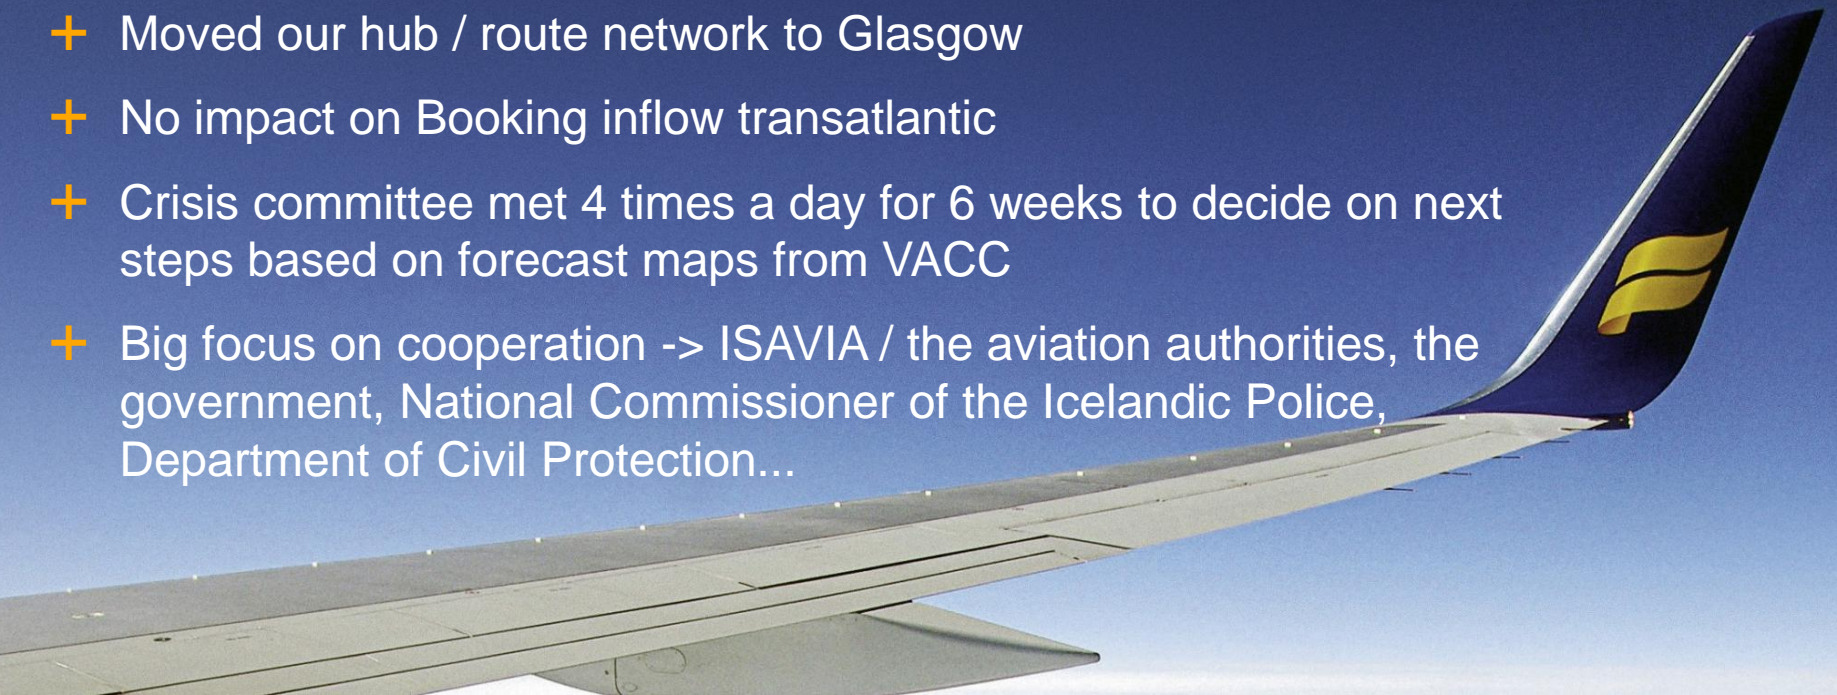 + Moved our hub / route network to Glasgow
+ No impact on Booking inflow transatlantic
+ Crisis committee met 4 times a day for 6 weeks to decide on next
steps based on forecast maps from VACC
+ Big focus on cooperation -> ISAVIA / the aviation authorities, the
government, National Commissioner of the Icelandic Police,
Department of Civil Protection...